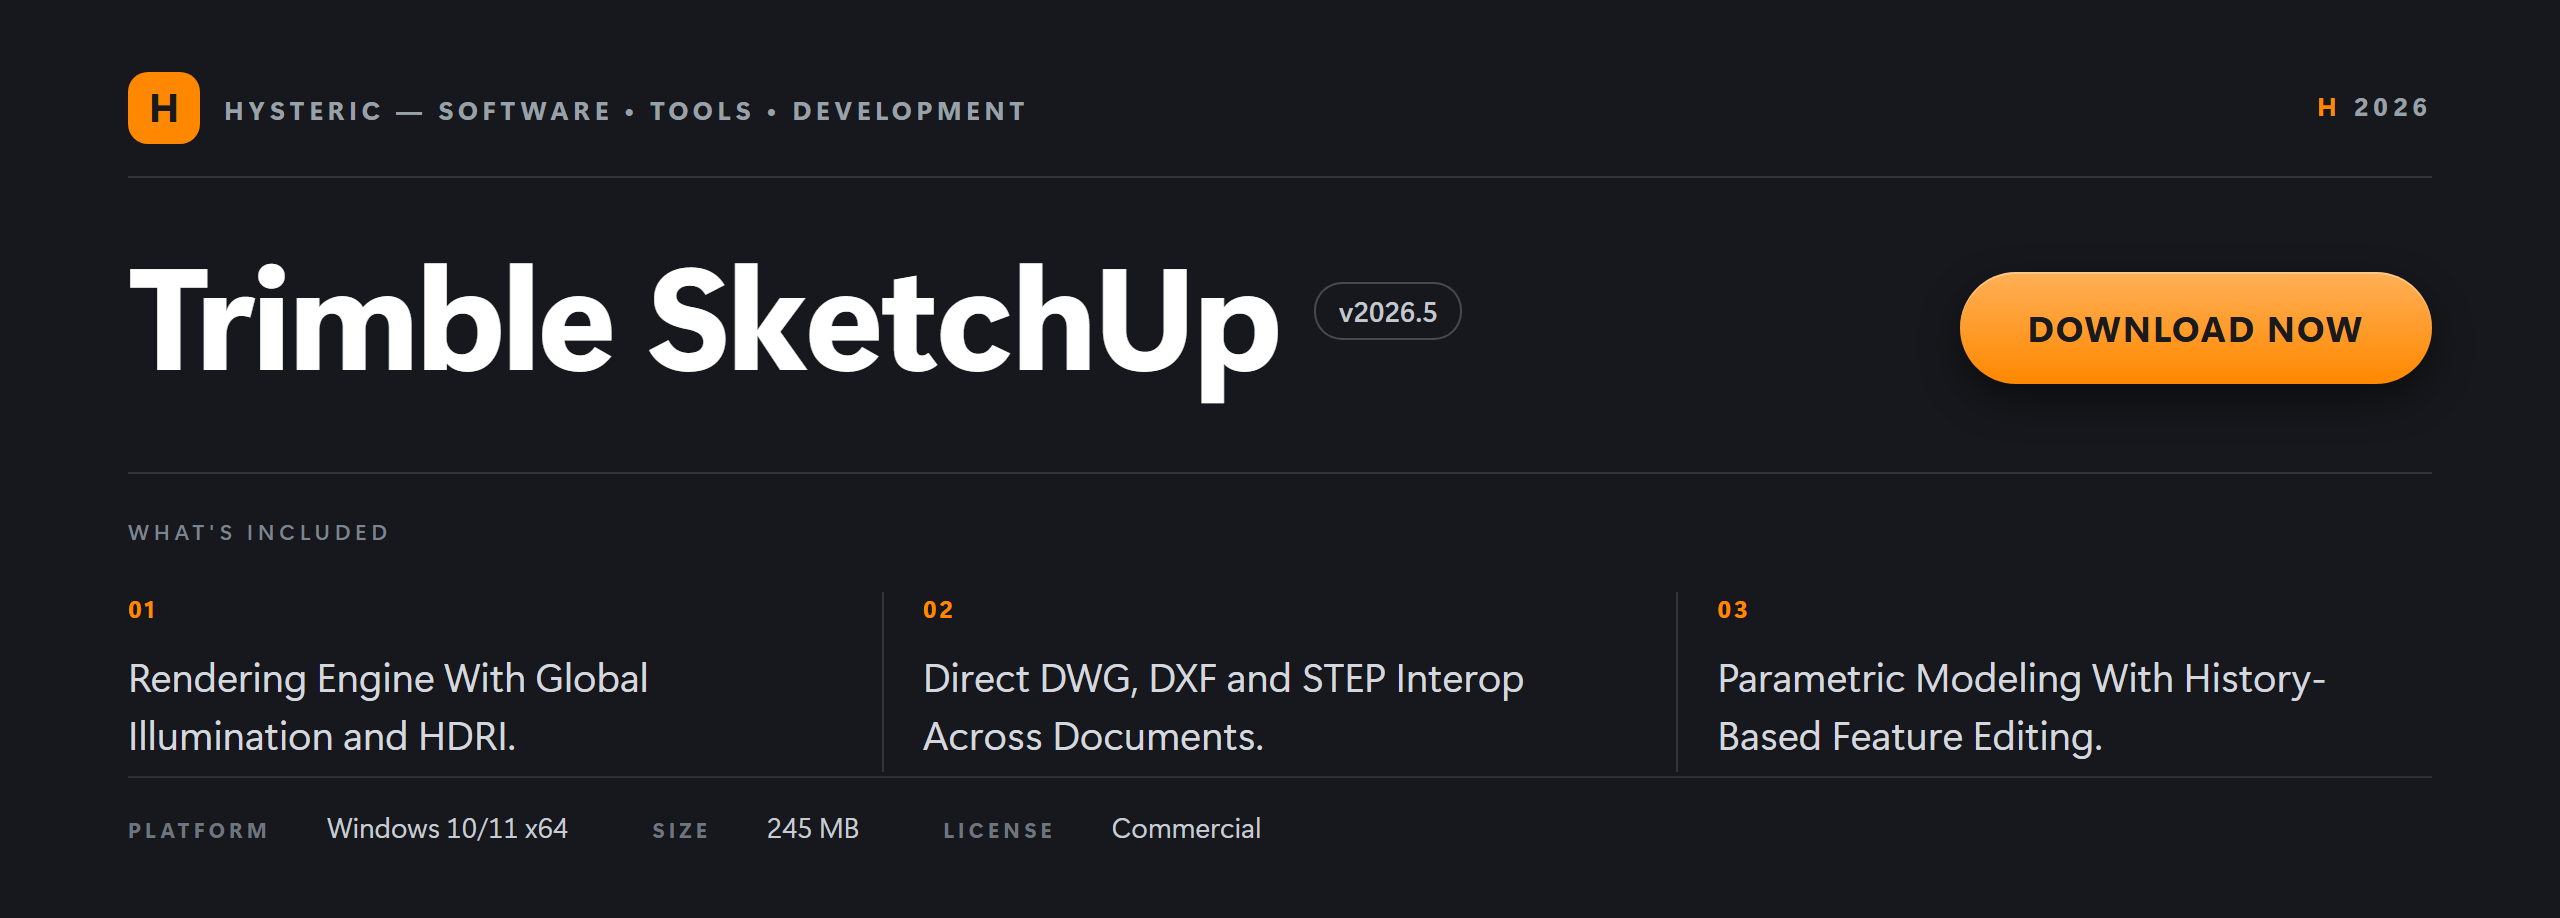 H HYSTERIC — SOFTWARE • TOOLS • DEVELOPMENT
H 2026
Trimble SketchUp v2026.5
DOWNLOAD NOW
WHAT'S INCLUDED
01
Rendering Engine With Global
Illumination and HDRI.
02
Direct DWG, DXF and STEP Interop
Across Documents.
03
Parametric Modeling With History-
Based Feature Editing.
PLATFORM Windows 10/11 x64 SIZE 245 MB LICENSE Commercial